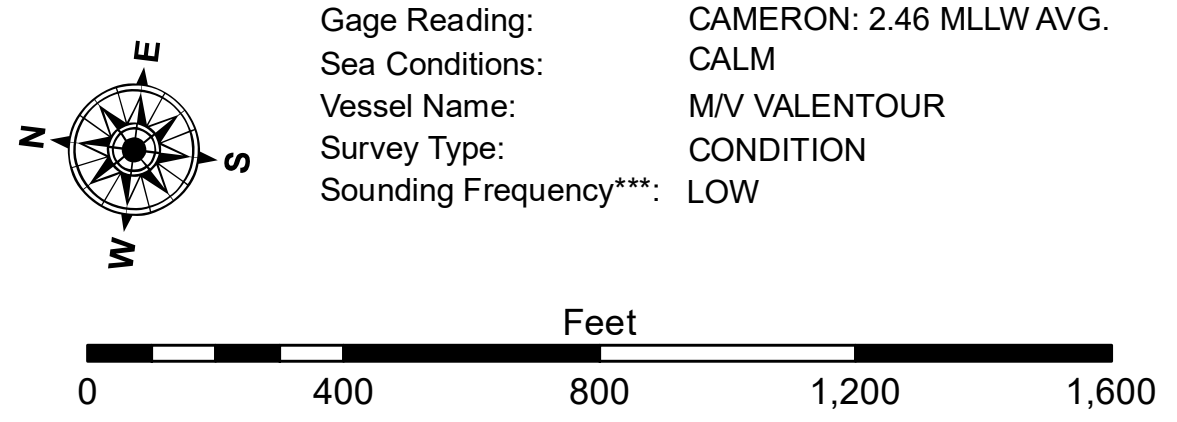 Gage Reading: CAMERON: 2.46 MLLW AVG.
Sea Conditions: CALM
Vessel Name: M/V VALENTOUR
Survey Type: CONDITION
Sounding Frequency***: LOW
E
N
S
W
Feet
0 400 800 1,200 1,600